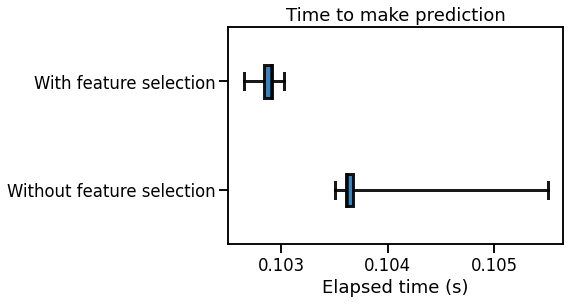 Time to make prediction
With feature selection
Without feature selection
0.103 0.104 0.105
Elapsed time (s)